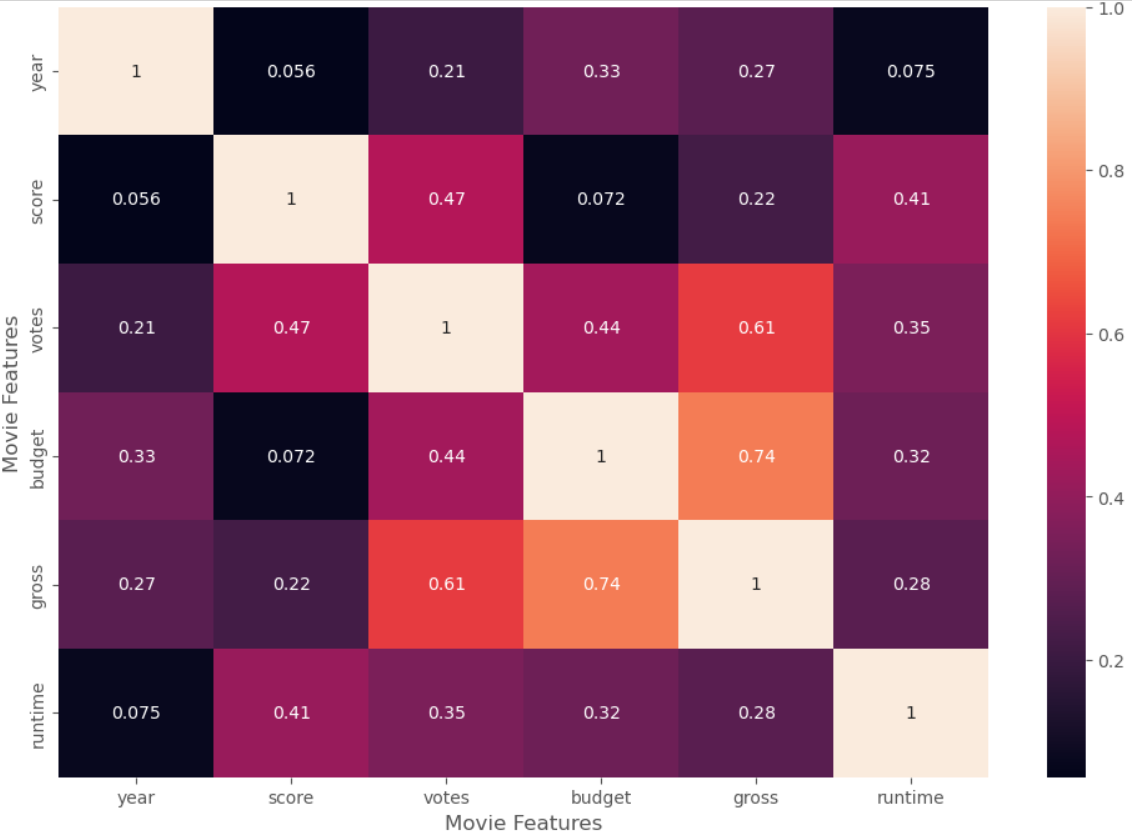 1.0
year 1 0.056 0.21 0.33 0.27 0.075
0.8
score 0.056 1 0.47 0.072 0.22 0.41
votes 0.21 0.47 1 0.44 0.61 0.35
0.6
Movie Features
budget 0.33 0.072 0.44 1 0.74 0.32
0.4
gross 0.27 0.22 0.61 0.74 1 0.28
0.2
runtime 0.075 0.41 0.35 0.32 0.28 1
year score votes budget gross runtime
Movie Features